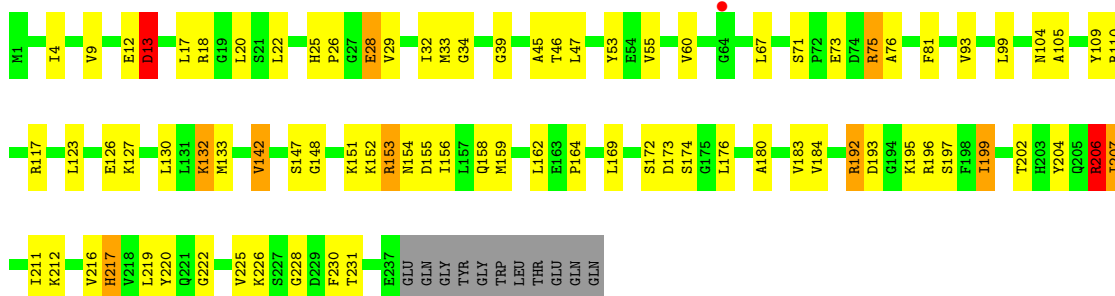 M1 I4 V9 E12 D13 L17 R18 G19 L20 S21 L22 H25 P26 G27 E28 V29 I32 M33 G34 G39 A45 T46 L47 Y53 E54 V55 V60 G64 L67 S71 P72 E73 D74 R75 A76 F81 V93 L99 N104 A105 Y109 R110
R117 L123 E126 K127 L130 L131 K132 M133 V142 S147 G148 K151 K152 R153 N154 D155 I156 L157 Q158 M159 L162 E163 P164 L169 S172 D173 S174 G175 L176 A180 V183 V184 R192 D193 G194 K195 R196 S197 F198 I199 T202 H203 Y204 Q205 R206
I211 K212 V216 H217 V218 L219 Y220 Q221 G222 V225 K226 S227 G228 D229 F230 T231 E237 GLU GLN GLY TYR GLY TRP LEU THR GLU GLN GLN